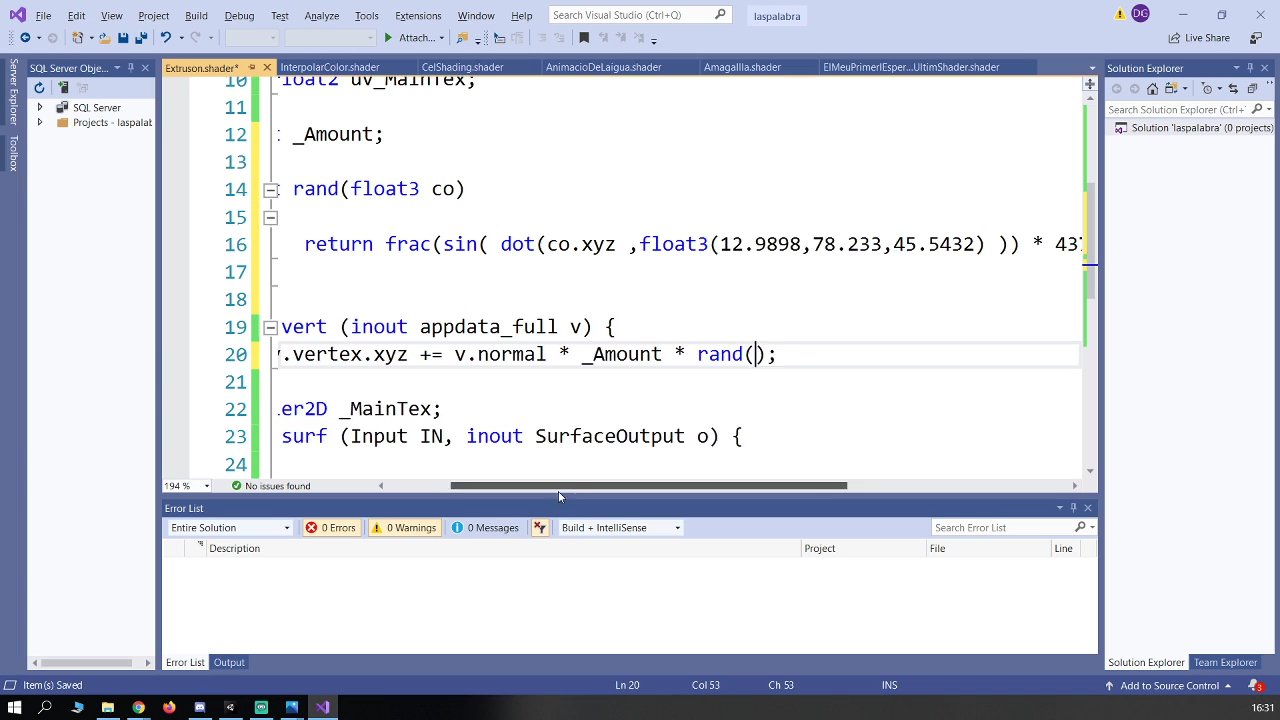 File Edit View Project Build Debug Test Analyze Tools Extensions Window Help Search Visual Studio (Ctrl+Q) laspalabra DG
Attach... Live Share
SQL Server Obje... Extruson.shader* InterpolarColor.shader CelShading.shader AnimacioDeLaigua.shader Amagallla.shader ElMeuPrimerIEsper...UltimShader.shader Solution Explorer
Server Explorer
Toolbox
SQL Server
Projects - laspalab
Search Solution Explorer (Ctrl+'
Solution 'laspalabra' (0 projects)
10 float2 uv_MainTex;
11
12 _Amount;
13
14 rand(float3 co)
15
16 return frac(sin( dot(co.xyz ,float3(12.9898,78.233,45.5432) )) * 437
17
18
19 vert (inout appdata_full v) {
20 v.vertex.xyz += v.normal * _Amount * rand();
21
22 er2D _MainTex;
23 surf (Input IN, inout SurfaceOutput o) {
24
194 % No issues found
Error List
Entire Solution 0 Errors 0 Warnings 0 Messages Build + IntelliSense Search Error List
Description Project File Line
Error List Output Solution Explorer Team Explorer
Item(s) Saved Ln 20 Col 53 Ch 53 INS Add to Source Control 3
16:31